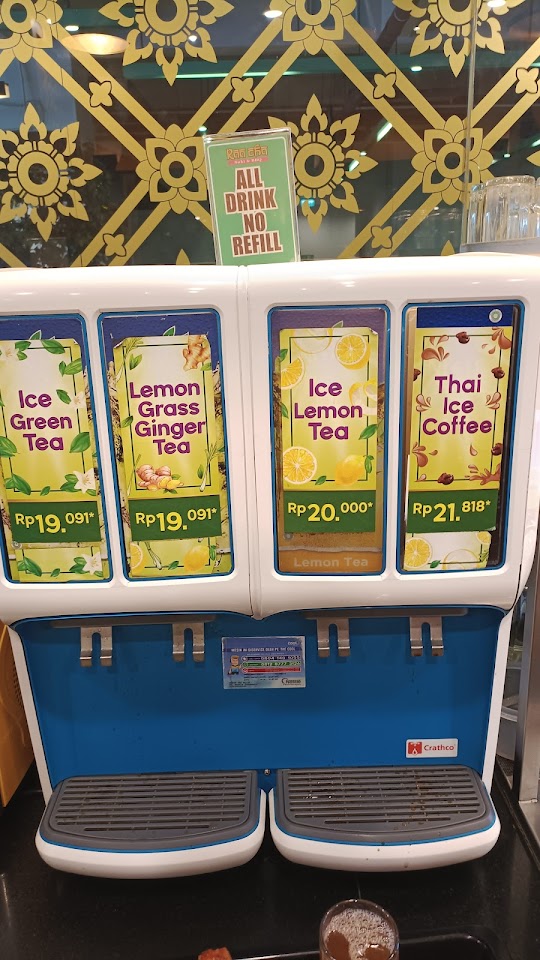 ALL
DRINK
NO
REFILL
Ice
Green
Tea
Rp19.091*
Lemon
Grass
Ginger
Tea
Rp19.091*
Ice
Lemon
Tea
Rp20.000*
Lemon Tea
Thai
Ice
Coffee
Rp21.818*
Crathco